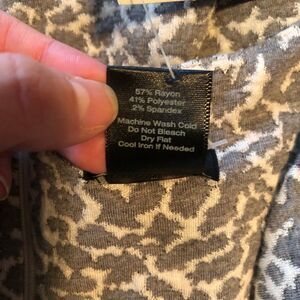 57% Rayon
41% Polyester
2% Spandex
Machine Wash Cold
Do Not Bleach
Dry Flat
Cool Iron If Needed